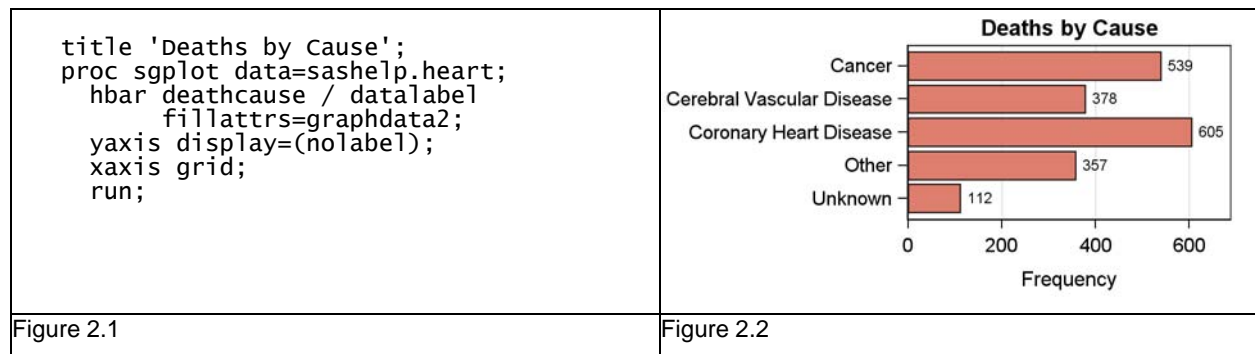 title 'Deaths by Cause';
proc sgplot data=sashelp.heart;
hbar deathcause / datalabel
fillattrs=graphdata2;
yaxis display=(nolabel);
xaxis grid;
run;
Figure 2.1
Deaths by Cause
Cancer 539
Cerebral Vascular Disease 378
Coronary Heart Disease 605
Other 357
Unknown 112
0 200 400 600
Frequency
Figure 2.2